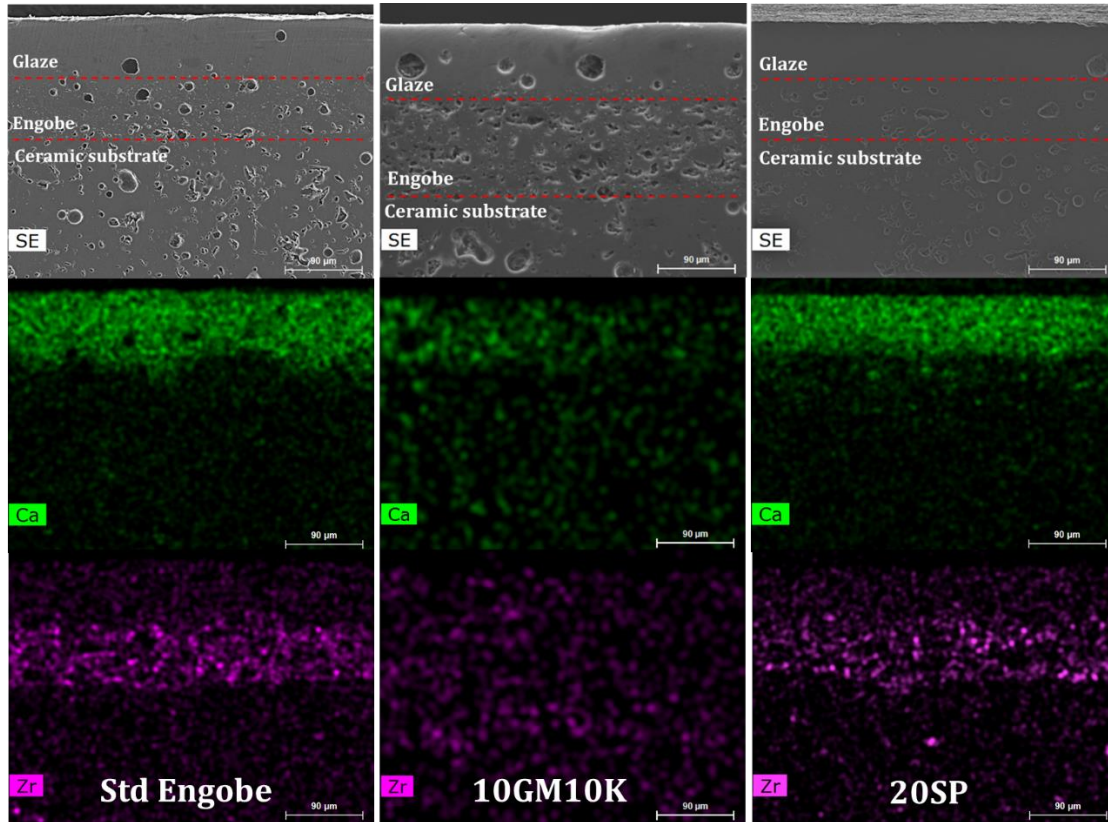 Glaze
Engobe
Ceramic substrate
SE
90 µm
Glaze
Engobe
Ceramic substrate
SE
90 µm
Glaze
Engobe
Ceramic substrate
SE
90 µm
Ca
90 µm
Ca
90 µm
Ca
90 µm
Zr
Std Engobe
90 µm
Zr
10GM10K
90 µm
Zr
20SP
90 µm